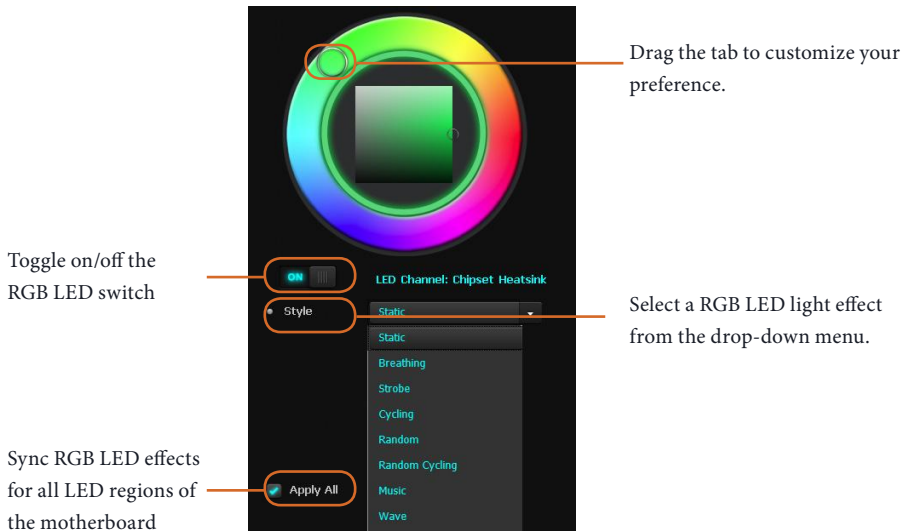 Drag the tab to customize your
preference.
Toggle on/off the
RGB LED switch
ON
LED Channel: Chipset Heatsink
Style
Static
Select a RGB LED light effect
from the drop-down menu.
Static
Breathing
Strobe
Cycling
Random
Random Cycling
Music
Wave
Sync RGB LED effects
for all LED regions of
the motherboard
Apply All